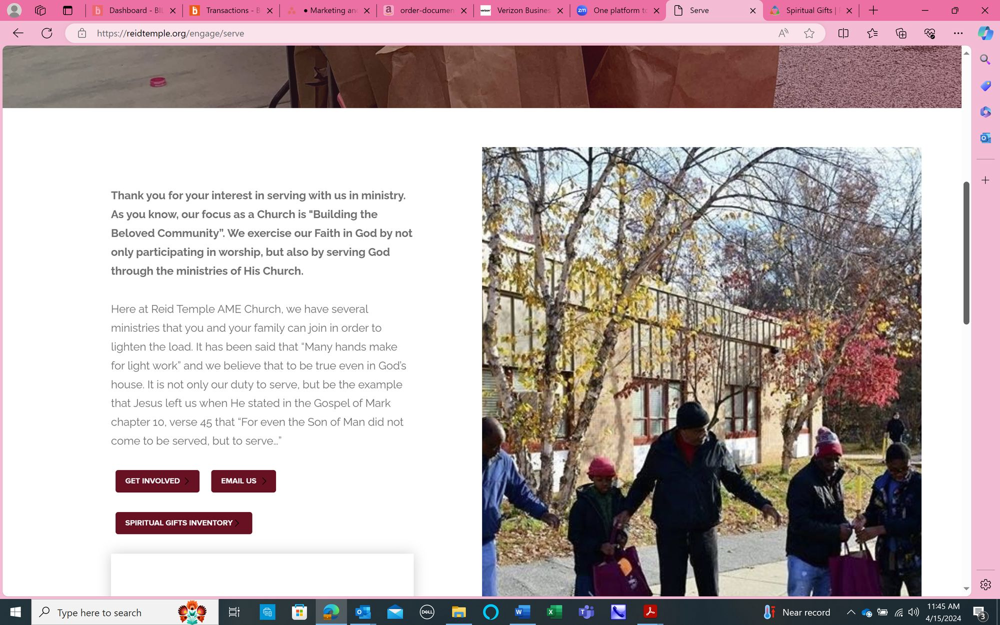 Dashboard - BIL
Transactions - B
● Marketing an
order-documen
Verizon Busines
One platform to
Serve
Spiritual Gifts |
https://reidtemple.org/engage/serve
Thank you for your interest in serving with us in ministry.
As you know, our focus as a Church is "Building the
Beloved Community”. We exercise our Faith in God by not
only participating in worship, but also by serving God
through the ministries of His Church.
Here at Reid Temple AME Church, we have several
ministries that you and your family can join in order to
lighten the load. It has been said that “Many hands make
for light work” and we believe that to be true even in God’s
house. It is not only our duty to serve, but be the example
that Jesus left us when He stated in the Gospel of Mark
chapter 10, verse 45 that “For even the Son of Man did not
come to be served, but to serve…”
GET INVOLVED
EMAIL US
SPIRITUAL GIFTS INVENTORY
Type here to search
DELL
Near record
11:45 AM
4/15/2024
3